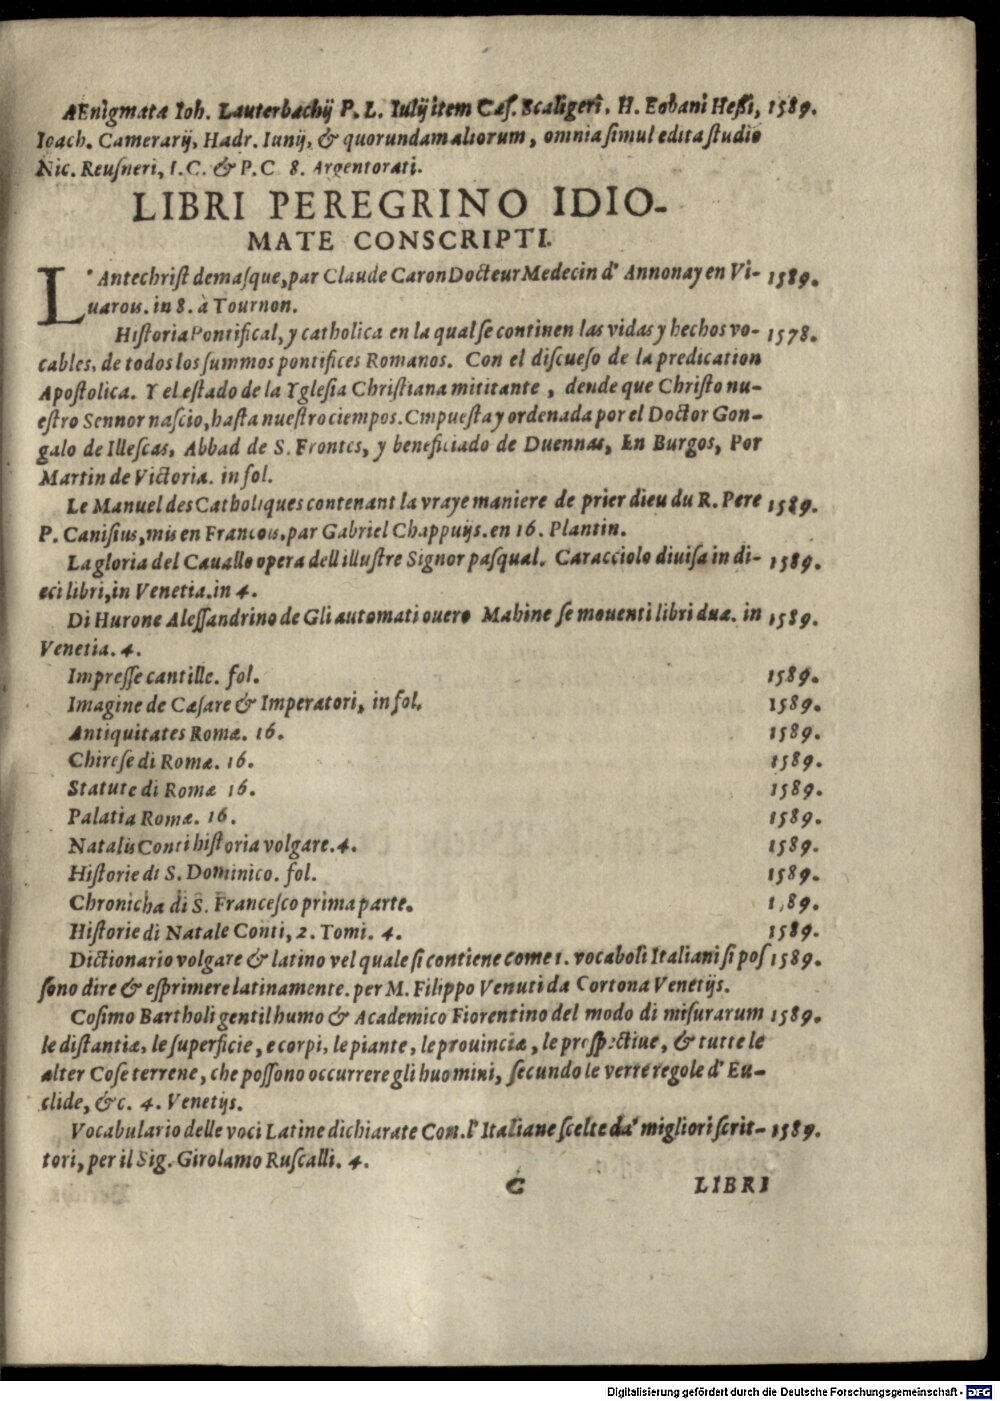 AEnigmata Ioh. Lauterbachij P. L. Iulij item Cæs. Scaligeri. H. Eobani Heßi, 1589.
Ioach. Camerarij, Hadr. Iunij, & quorundam aliorum, omnia simul edita studio
Nic. Reusneri, I.C. & P.C 8. Argentorati.
LIBRI PEREGRINO IDIO-
MATE CONSCRIPTI.
L'Antechrist demasque, par Claude Caron Docteur Medecin d' Annonay en Vi- 1589.
uarois. in 8. à Tournon.
Historia Pontifical, y catholica en la qual se continen las vidas y hechos vo- 1578.
cables, de todos los summos pontifices Romanos. Con el discueso de la predication
Apostolica. Y el estado de la Yglesia Christiana mititante, dende que Christo nu-
estro Sennor nascio, hasta nuestro ciempos. Cmpuesta y ordenada por el Doctor Gon-
galo de Illescas, Abbad de S. Frontes, y beneficiado de Duennas, En Burgos, Por
Martin de Victoria. in fol.
Le Manuel des Catholiques contenant la vraye maniere de prier dieu du R. Pere 1589.
P. Canisius, mis en Francois, par Gabriel Chappuijs. en 16. Plantin.
La gloria del Cauallo opera dell illustre Signor pasqual. Caracciolo diuisa in di- 1589.
eci libri, in Venetia. in 4.
Di Hurone Alessandrino de Gli automati ouero Mahine se mouenti libri duæ. in 1589.
Venetia. 4.
Impresse cantille. fol. 1589.
Imagine de Cæsare & Imperatori, in fol. 1589.
Antiquitates Romæ. 16. 1589.
Chirese di Romæ. 16. 1589.
Statute di Romæ 16. 1589.
Palatia Romæ. 16. 1589.
Natalis Conti historia volgare. 4. 1589.
Historie di S. Dominico. fol. 1589.
Chronicha di S. Francesco prima parte. 1589.
Historie di Natale Conti, 2. Tomi. 4. 1589.
Dictionario volgare & latino vel quale si contiene come t. vocaboli Italiani si pos 1589.
sono dire & esprimere latinamente. per M. Filippo Venuti da Cortona Venetijs.
Cosimo Bartholi gentilhumo & Academico Fiorentino del modo di misurarum 1589.
le distantiæ, le superficie, e corpi, le piante, le prouinciæ, le prospectiue, & tutte le
alter Cose terrene, che possono occurrere gli huomini, secundo le verre regole d' Eu-
clide, &c. 4. Venetijs.
Vocabulario delle voci Latine dichiarate Con. l' Italiane scelte da' migliori scrit- 1589.
tori, per il Sig. Girolamo Ruscalli. 4.
C LIBRI
Digitalisierung gefördert durch die Deutsche Forschungsgemeinschaft - DFG